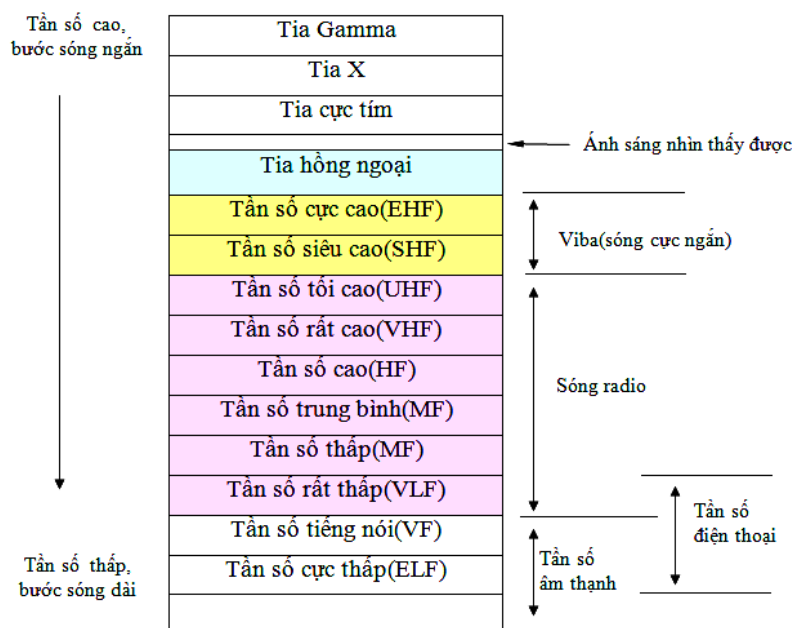 Tần số cao,
bước sóng ngắn
Tia Gamma
Tia X
Tia cực tím
Ánh sáng nhìn thấy được
Tia hồng ngoại
Tần số cực cao(EHF)
Tần số siêu cao(SHF)
Viba(sóng cực ngắn)
Tần số tối cao(UHF)
Tần số rất cao(VHF)
Tần số cao(HF)
Tần số trung bình(MF)
Tần số thấp(MF)
Tần số rất thấp(VLF)
Sóng radio
Tần số tiếng nói(VF)
Tần số cực thấp(ELF)
Tần số
điện thoại
Tần số
âm thạnh
Tần số thấp,
bước sóng dài